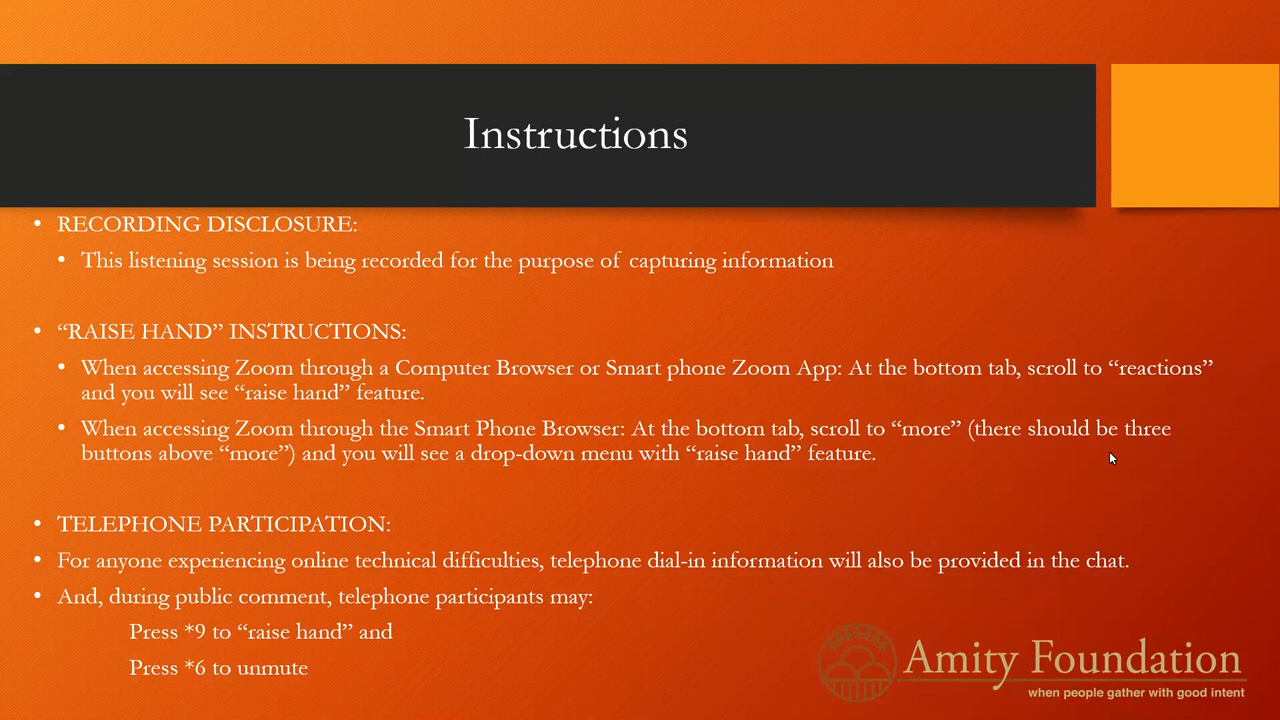 Instructions
• RECORDING DISCLOSURE:
• This listening session is being recorded for the purpose of capturing information
• “RAISE HAND” INSTRUCTIONS:
• When accessing Zoom through a Computer Browser or Smart phone Zoom App: At the bottom tab, scroll to “reactions”
and you will see “raise hand” feature.
• When accessing Zoom through the Smart Phone Browser: At the bottom tab, scroll to “more” (there should be three
buttons above “more”) and you will see a drop-down menu with “raise hand” feature.
• TELEPHONE PARTICIPATION:
• For anyone experiencing online technical difficulties, telephone dial-in information will also be provided in the chat.
• And, during public comment, telephone participants may:
Press *9 to “raise hand” and
Press *6 to unmute
Amity Foundation
when people gather with good intent